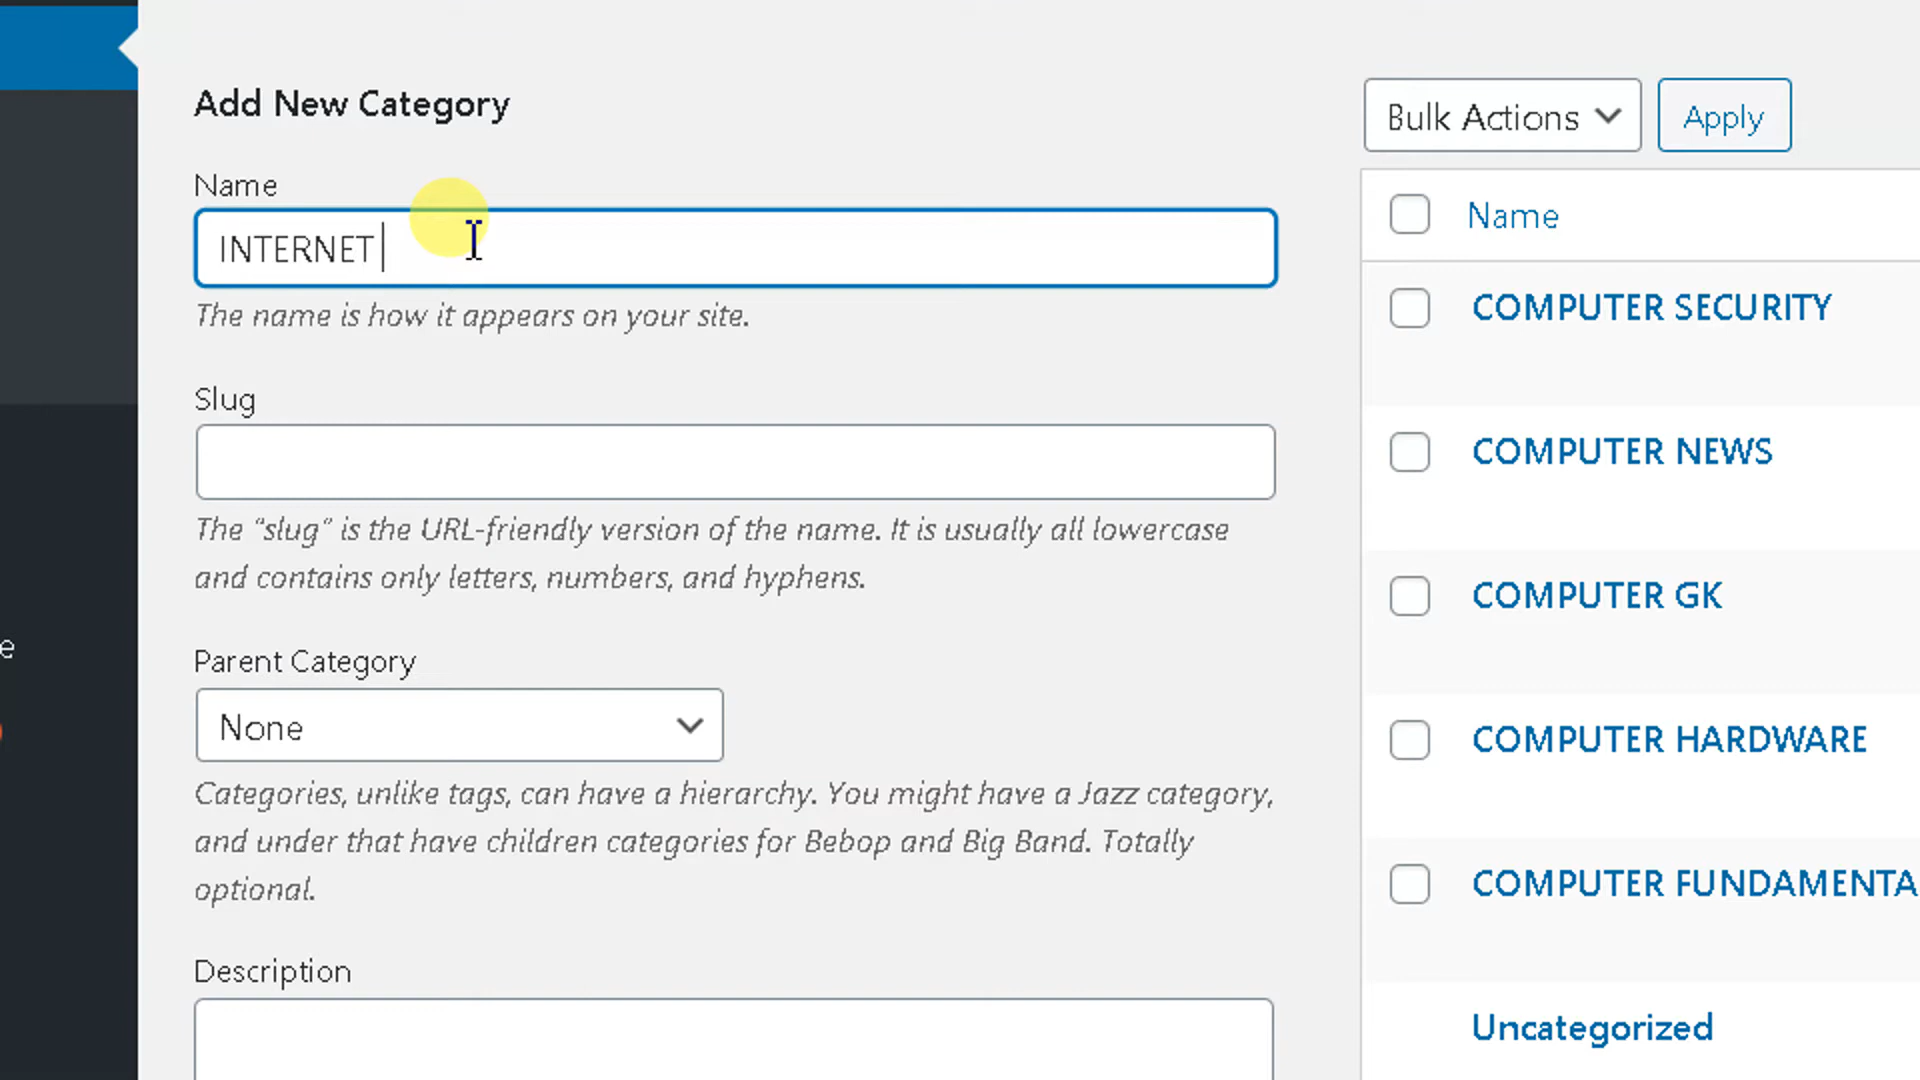 Add New Category
Name
INTERNET
The name is how it appears on your site.
Slug
The “slug” is the URL-friendly version of the name. It is usually all lowercase
and contains only letters, numbers, and hyphens.
Parent Category
None
Categories, unlike tags, can have a hierarchy. You might have a Jazz category,
and under that have children categories for Bebop and Big Band. Totally
optional.
Description
Bulk Actions
Apply
Name
COMPUTER SECURITY
COMPUTER NEWS
COMPUTER GK
COMPUTER HARDWARE
COMPUTER FUNDAMENTA
Uncategorized
e